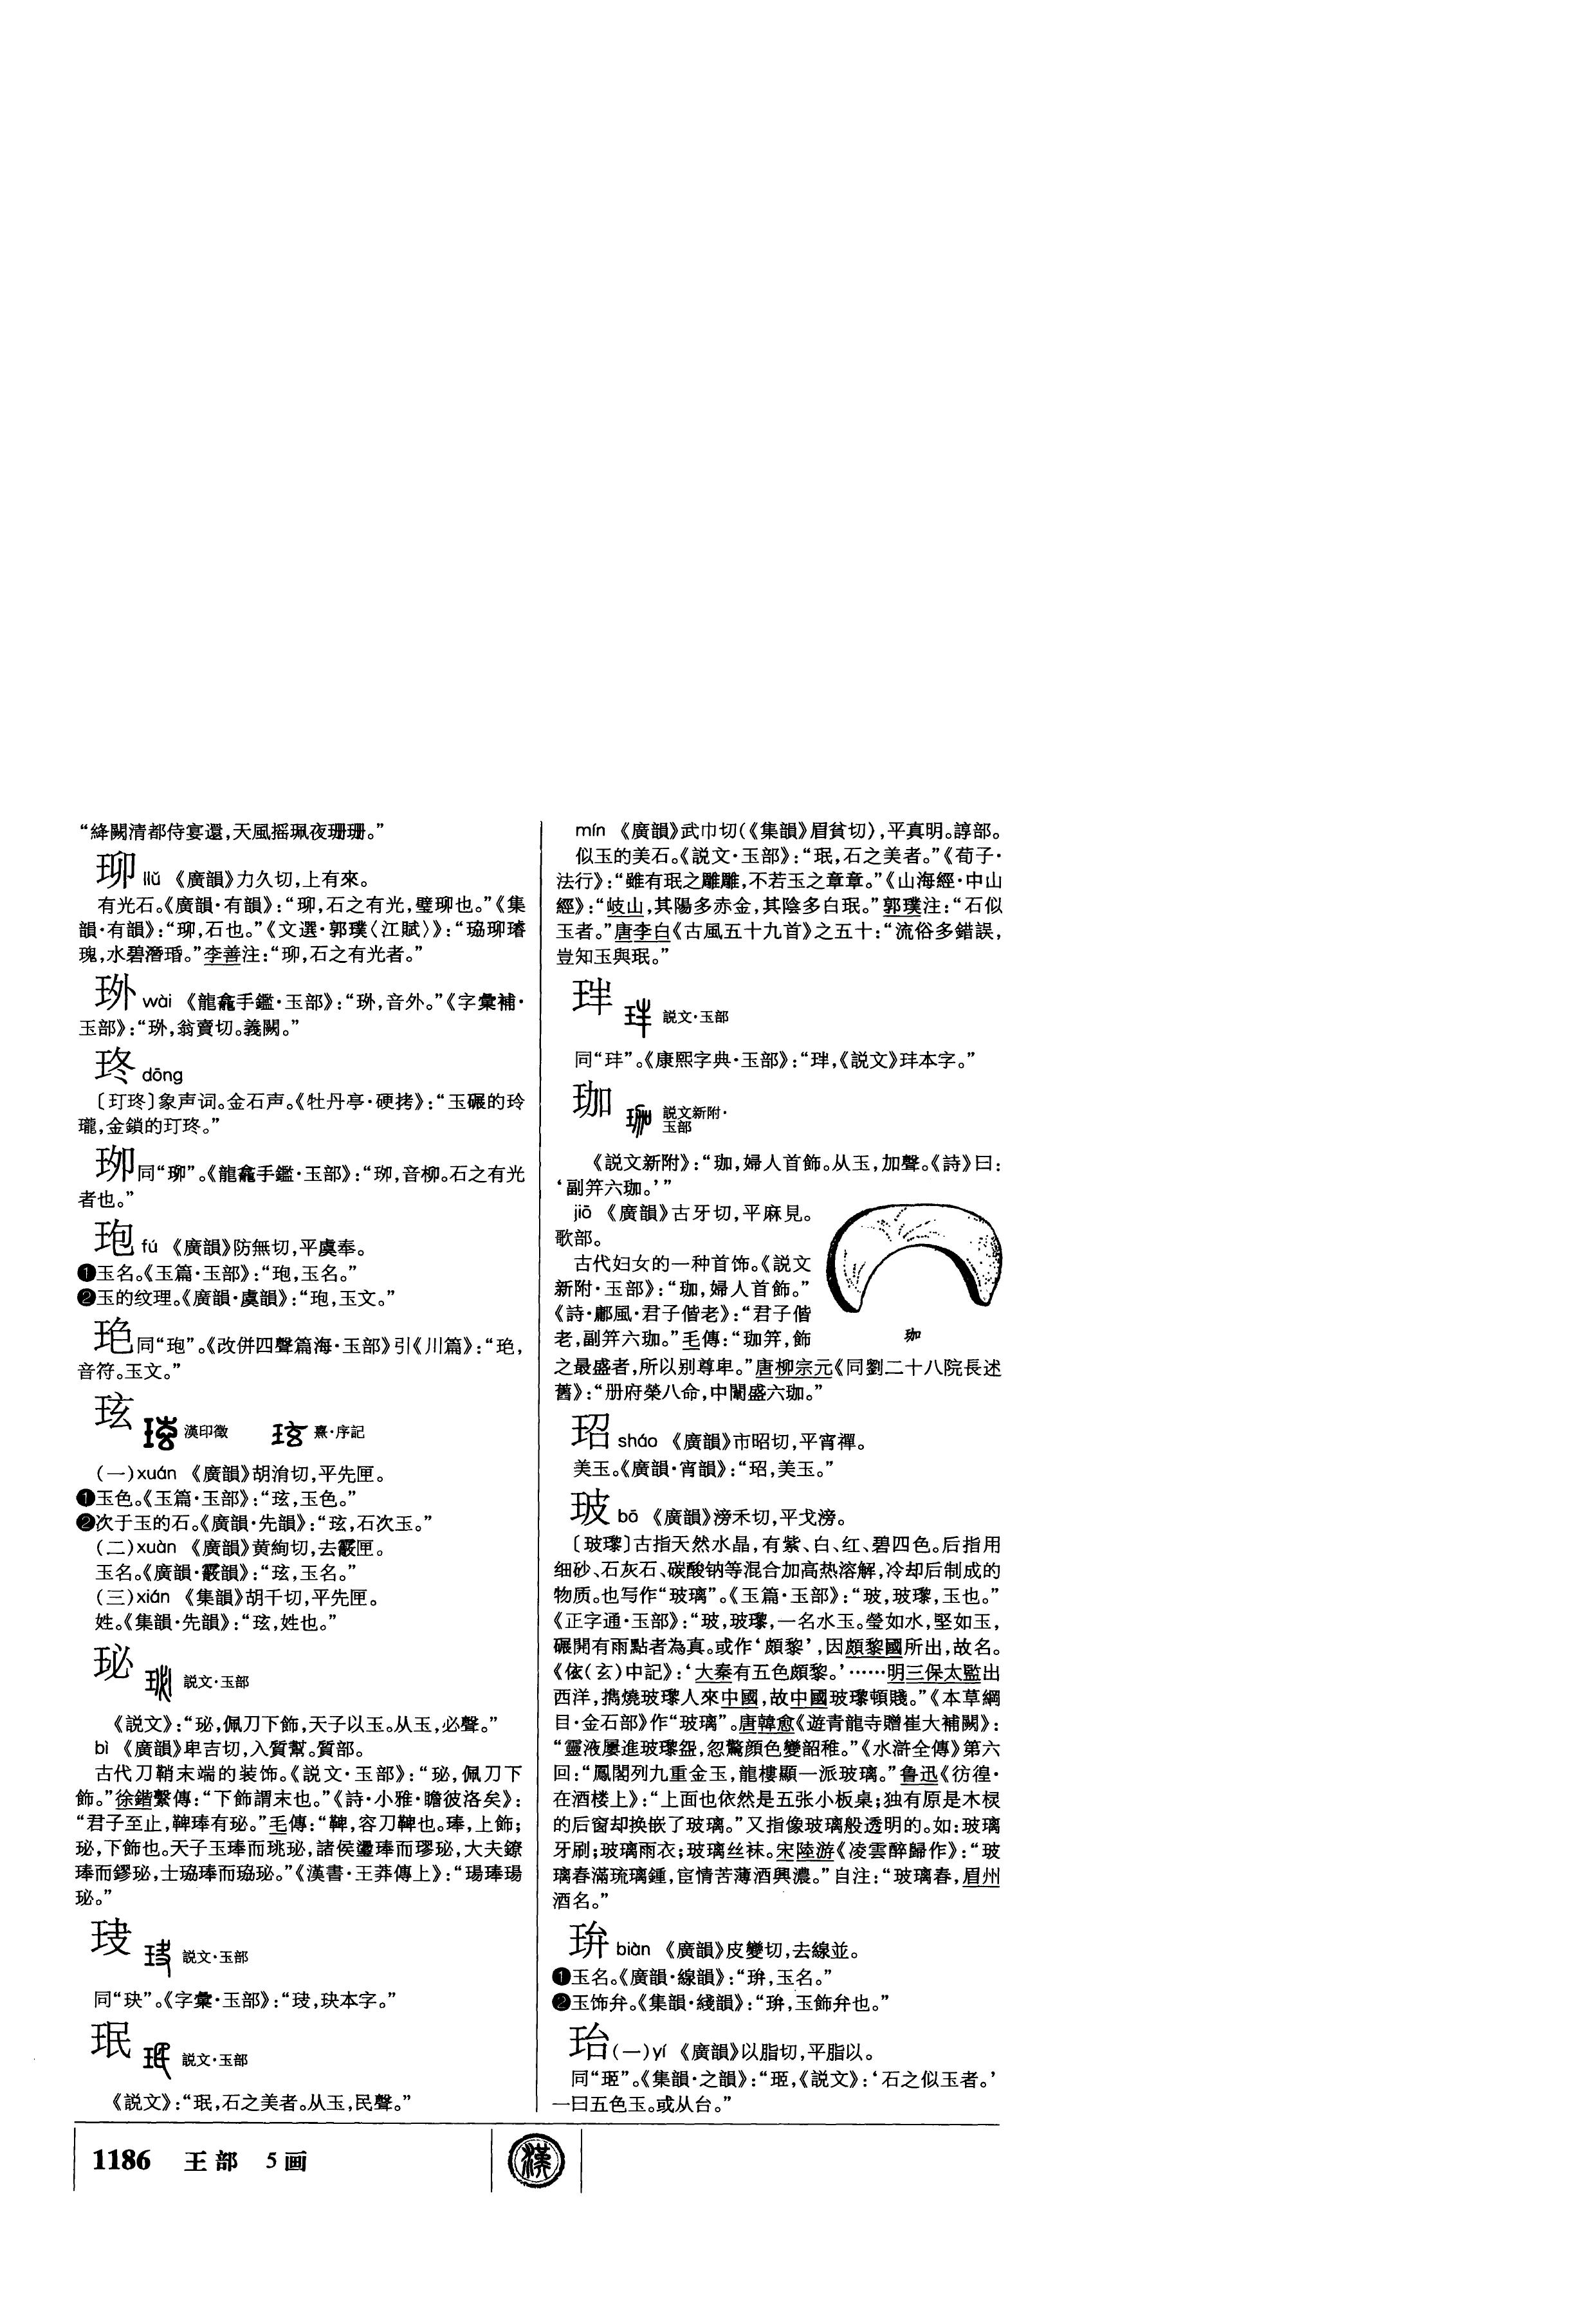 “絳闕清都侍宴還，天風摇珮夜珊珊。”
珋 liǔ 《廣韻》力久切，上有來。
有光石。《廣韻·有韻》：“珋，石之有光，璧珋也。”《集
韻·有韻》：“珋，石也。”《文選·郭璞〈江賦〉》：“珕珋璿
瑰，水碧潛琘。”李善注：“珋，石之有光者。”
㻉 wài 《龍龕手鑑·玉部》：“，音外。”《字彙補·
玉部》：“，翁賣切。義闕。”
㺯 dōng
〔玎〕象声词。金石声。《牡丹亭·硬拷》：“玉碾的玲
瓏，金鎖的玎。”
同“珋”。《龍龕手鑑·玉部》：“，音柳。石之有光
者也。”
玸 fú 《廣韻》防無切，平虞奉。
❶玉名。《玉篇·玉部》：“玸，玉名。”
❷玉的纹理。《廣韻·虞韻》：“玸，玉文。”
同“玸”。《改併四聲篇海·玉部》引《川篇》：“，
音符。玉文。”
玹 漢印徵 熹·序記
（一）xuán 《廣韻》胡涓切，平先匣。
❶玉色。《玉篇·玉部》：“玹，玉色。”
❷次于玉的石。《廣韻·先韻》：“玹，石次玉。”
（二）xuàn 《廣韻》黄絢切，去霰匣。
玉名。《廣韻·霰韻》：“玹，玉名。”
（三）xián 《集韻》胡千切，平先匣。
姓。《集韻·先韻》：“玹，姓也。”
珌 説文·玉部
《説文》：“珌，佩刀下飾，天子以玉。从玉，必聲。”
bì 《廣韻》卑吉切，入質幫。質部。
古代刀鞘末端的装饰。《説文·玉部》：“珌，佩刀下
飾。”徐鍇繫傳：“下飾謂末也。”《詩·小雅·瞻彼洛矣》：
“君子至止，鞞琫有珌。”毛傳：“鞞，容刀鞞也。琫，上飾；
珌，下飾也。天子玉琫而珧珌，諸侯璗琫而璆珌，大夫鐐
琫而鏐珌，士珕琫而珕珌。”《漢書·王莽傳上》：“瑒琫瑒
珌。”
説文·玉部
同“玦”。《字彙·玉部》：“，玦本字。”
珉 説文·玉部
《説文》：“珉，石之美者。从玉，民聲。”
mín 《廣韻》武巾切（《集韻》眉貧切），平真明。諄部。
似玉的美石。《説文·玉部》：“珉，石之美者。”《荀子·
法行》：“雖有珉之雕雕，不若玉之章章。”《山海經·中山
經》：“岐山，其陽多赤金，其陰多白珉。”郭璞注：“石似
玉者。”唐李白《古風五十九首》之五十：“流俗多錯誤，
豈知玉與珉。”
説文·玉部
同“玤”。《康熙字典·玉部》：“，《説文》玤本字。”
珈 説文新附·
玉部
《説文新附》：“珈，婦人首飾。从玉，加聲。《詩》曰：
‘副笄六珈。’”
jiā 《廣韻》古牙切，平麻見。
歌部。
古代妇女的一种首饰。《説文
新附·玉部》：“珈，婦人首飾。”
《詩·鄘風·君子偕老》：“君子偕
老，副笄六珈。”毛傳：“珈笄，飾
珈
之最盛者，所以别尊卑。”唐柳宗元《同劉二十八院長述
舊》：“册府榮八命，中闈盛六珈。”
玿 sháo 《廣韻》市昭切，平宵禪。
美玉。《廣韻·宵韻》：“玿，美玉。”
玻 bō 《廣韻》滂禾切，平戈滂。
〔玻瓈〕古指天然水晶，有紫、白、红、碧四色。后指用
细砂、石灰石、碳酸钠等混合加高热溶解，冷却后制成的
物质。也写作“玻璃”。《玉篇·玉部》：“玻，玻瓈，玉也。”
《正字通·玉部》：“玻，玻瓈，一名水玉。瑩如水，堅如玉，
碾開有雨點者為真。或作‘頗黎’，因頗黎國所出，故名。
《伭（玄）中記》：‘大秦有五色頗黎。’……明三保太監出
西洋，携燒玻瓈人來中國，故中國玻瓈頓賤。”《本草綱
目·金石部》作“玻璃”。唐韓愈《遊青龍寺贈崔大補闕》：
“靈液屢進玻瓈盌，忽驚顔色變韶稚。”《水滸全傳》第六
回：“鳳閣列九重金玉，龍樓顯一派玻璃。”鲁迅《彷徨·
在酒楼上》：“上面也依然是五张小板桌；独有原是木棂
的后窗却换嵌了玻璃。”又指像玻璃般透明的。如：玻璃
牙刷；玻璃雨衣；玻璃丝袜。宋陸游《凌雲醉歸作》：“玻
璃春滿琉璃鍾，宦情苦薄酒興濃。”自注：“玻璃春，眉州
酒名。”
㺹 biàn 《廣韻》皮變切，去線並。
❶玉名。《廣韻·線韻》：“，玉名。”
❷玉饰弁。《集韻·綫韻》：“，玉飾弁也。”
珆（一）yí 《廣韻》以脂切，平脂以。
同“㺿”。《集韻·之韻》：“，《説文》：‘石之似玉者。’
一曰五色玉。或从台。”
1186 王部 5画
漢